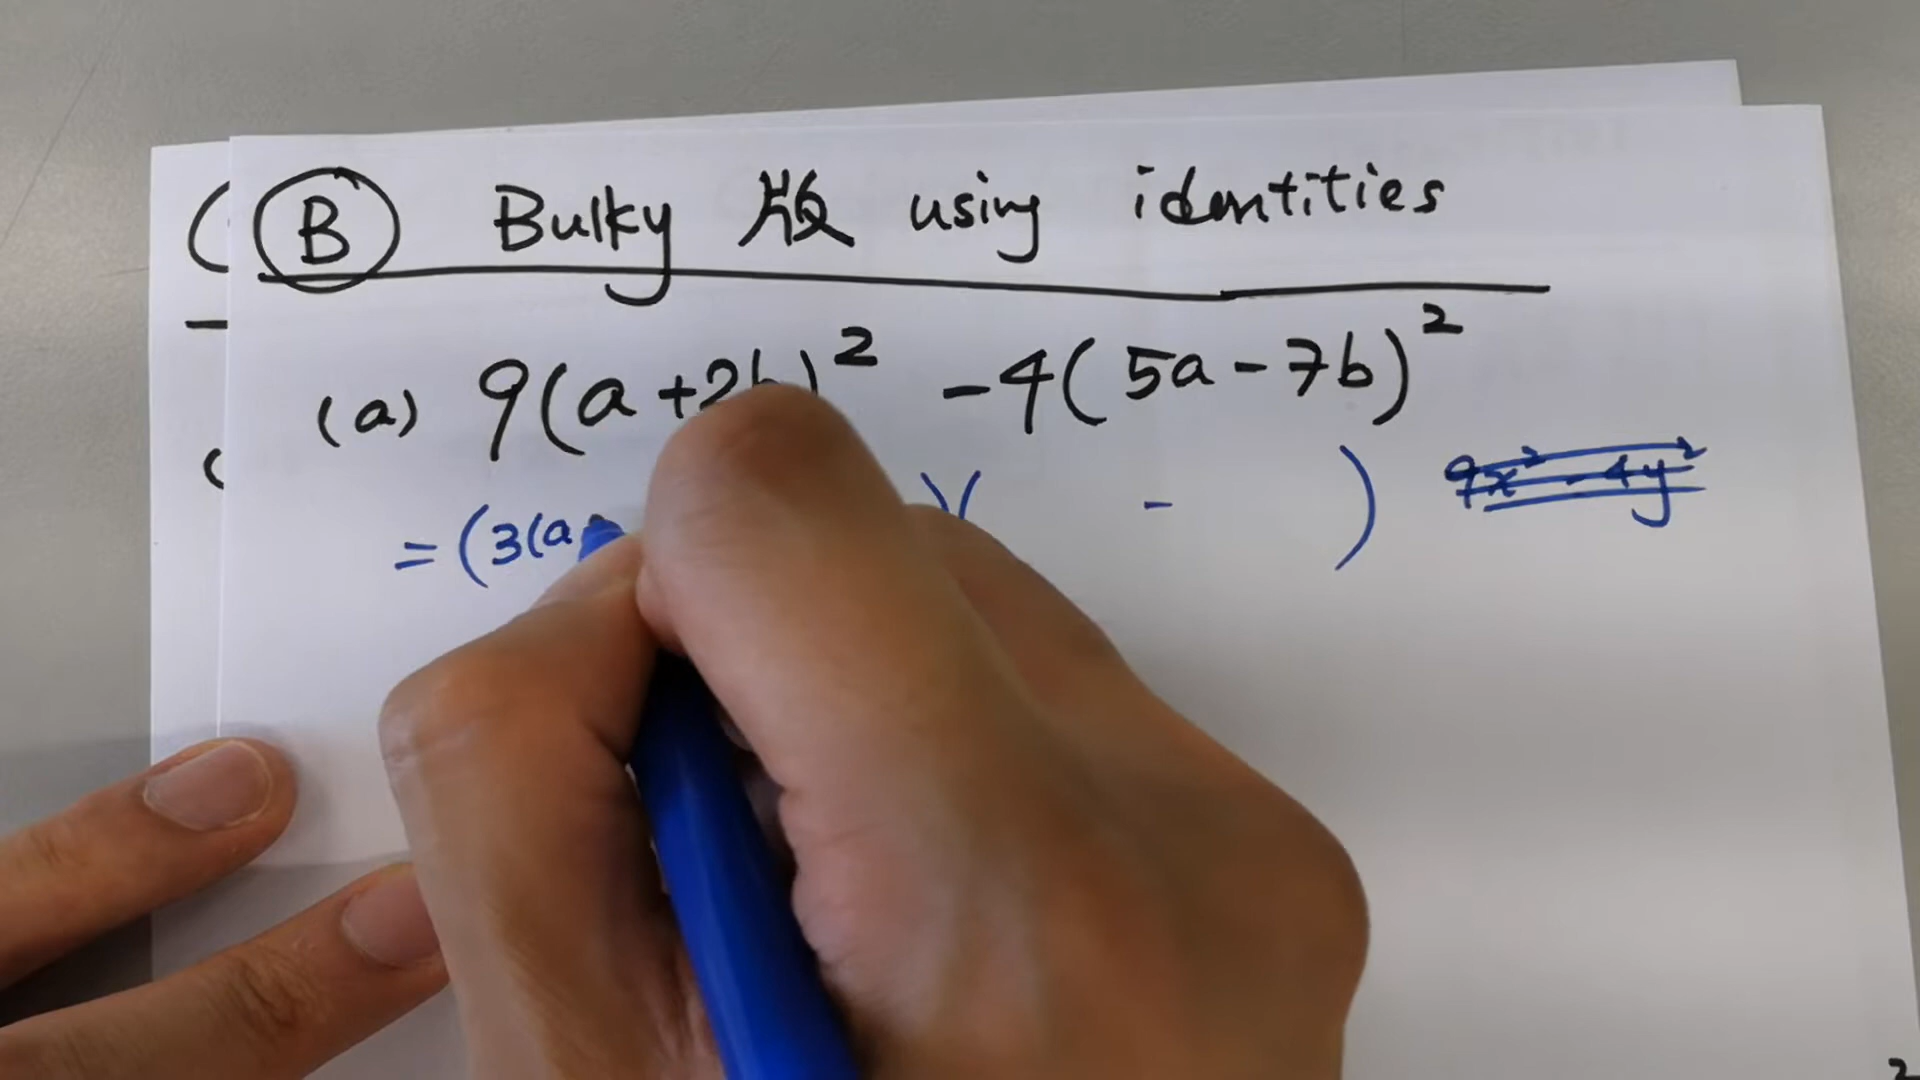 B Bulky 版 using identities
(a) 9(a+2b)² -4(5a-7b)²
9x² - 4y²
= (3(a )( - )